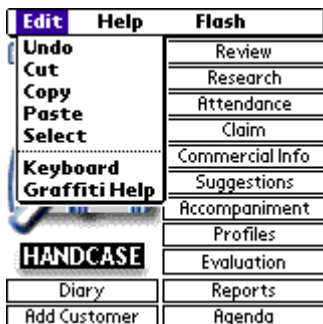 Edit Help Flash
Undo
Cut
Copy
Paste
Select
Keyboard
Graffiti Help
Review
Research
Attendance
Claim
Commercial Info
Suggestions
Accompaniment
Profiles
HANDCASE
Evaluation
Diary
Reports
Add Customer
Agenda